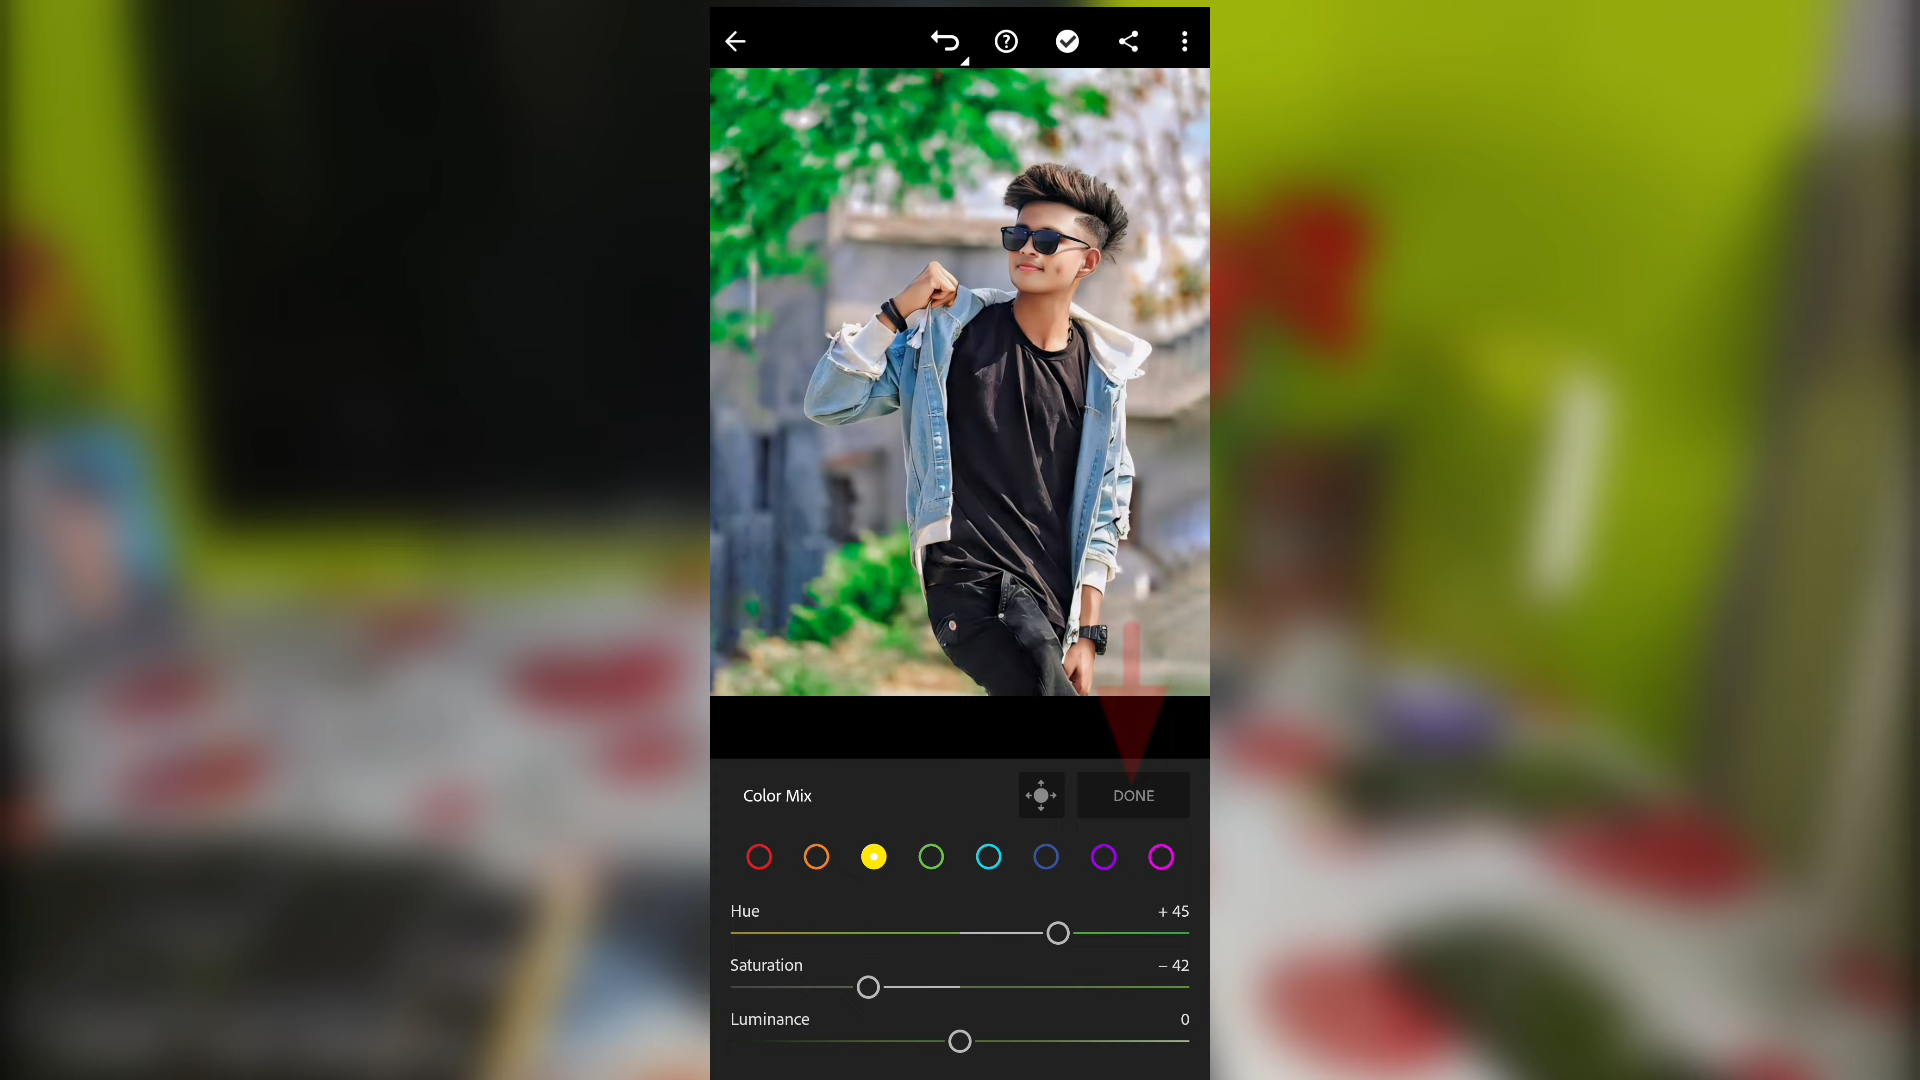 Color Mix
DONE
Hue + 45
Saturation − 42
Luminance 0